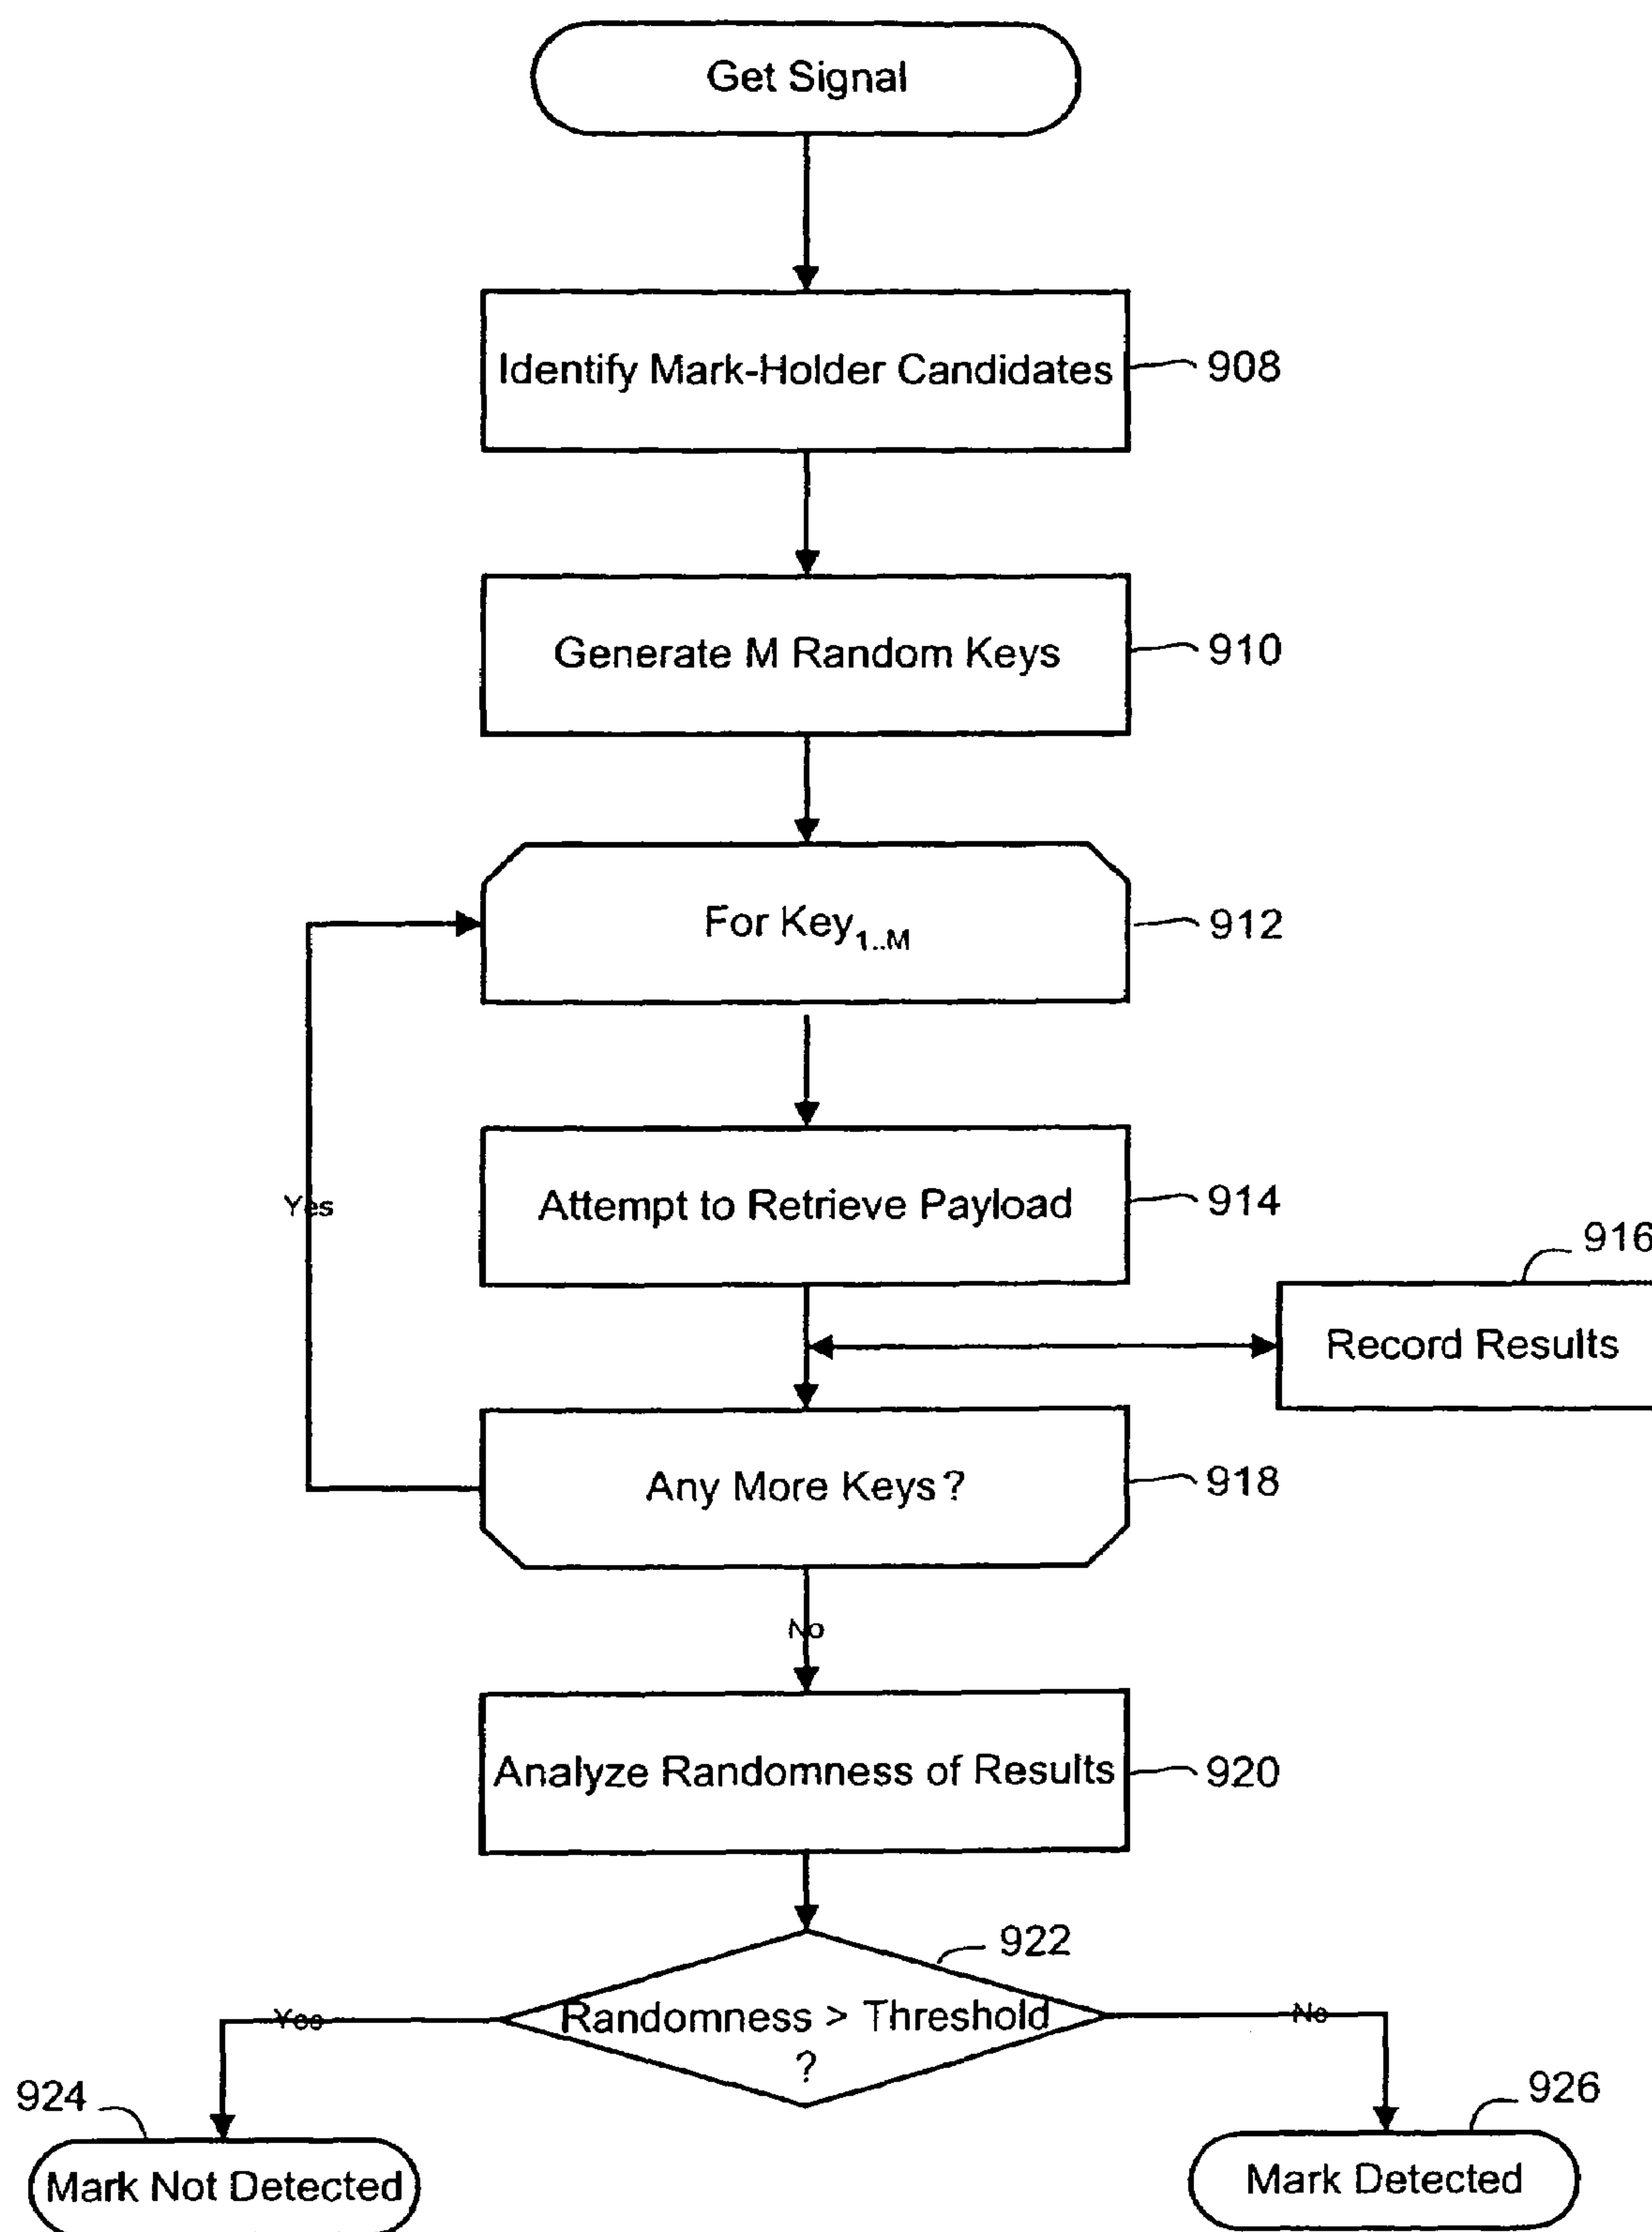 Get Signal
Identify Mark-Holder Candidates
908
Generate M Random Keys
910
For Key1..M
912
Attempt to Retrieve Payload
914
Yes
916
Record Results
Any More Keys?
918
No
Analyze Randomness of Results
920
922
Randomness > Threshold
?
Yes
No
924
926
Mark Not Detected
Mark Detected